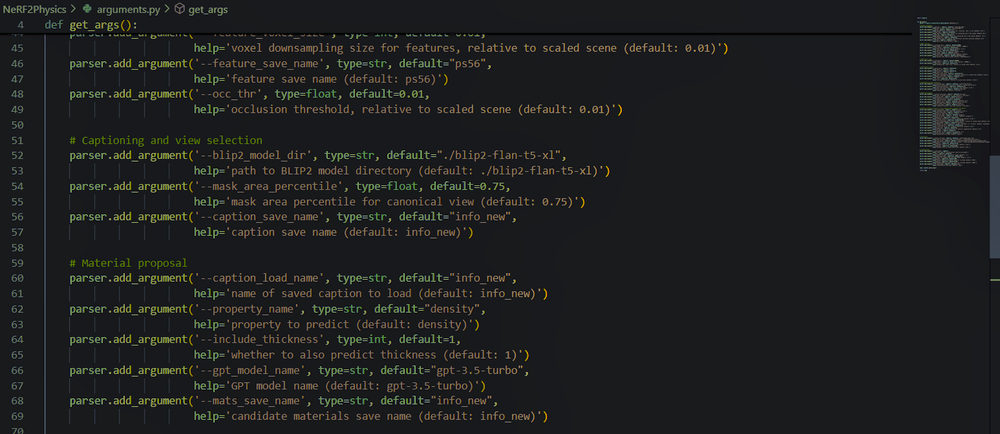 NeRF2Physics > arguments.py > get_args
4 def get_args():
parser.add_argument('--feature_voxel_size', type=int, default=0.01,
45 help='voxel downsampling size for features, relative to scaled scene (default: 0.01)')
46 parser.add_argument('--feature_save_name', type=str, default="ps56",
47 help='feature save name (default: ps56)')
48 parser.add_argument('--occ_thr', type=float, default=0.01,
49 help='occlusion threshold, relative to scaled scene (default: 0.01)')
50
51 # Captioning and view selection
52 parser.add_argument('--blip2_model_dir', type=str, default="./blip2-flan-t5-xl",
53 help='path to BLIP2 model directory (default: ./blip2-flan-t5-xl)')
54 parser.add_argument('--mask_area_percentile', type=float, default=0.75,
55 help='mask area percentile for canonical view (default: 0.75)')
56 parser.add_argument('--caption_save_name', type=str, default="info_new",
57 help='caption save name (default: info_new)')
58
59 # Material proposal
60 parser.add_argument('--caption_load_name', type=str, default="info_new",
61 help='name of saved caption to load (default: info_new)')
62 parser.add_argument('--property_name', type=str, default="density",
63 help='property to predict (default: density)')
64 parser.add_argument('--include_thickness', type=int, default=1,
65 help='whether to also predict thickness (default: 1)')
66 parser.add_argument('--gpt_model_name', type=str, default="gpt-3.5-turbo",
67 help='GPT model name (default: gpt-3.5-turbo)')
68 parser.add_argument('--mats_save_name', type=str, default="info_new",
69 help='candidate materials save name (default: info_new)')
70